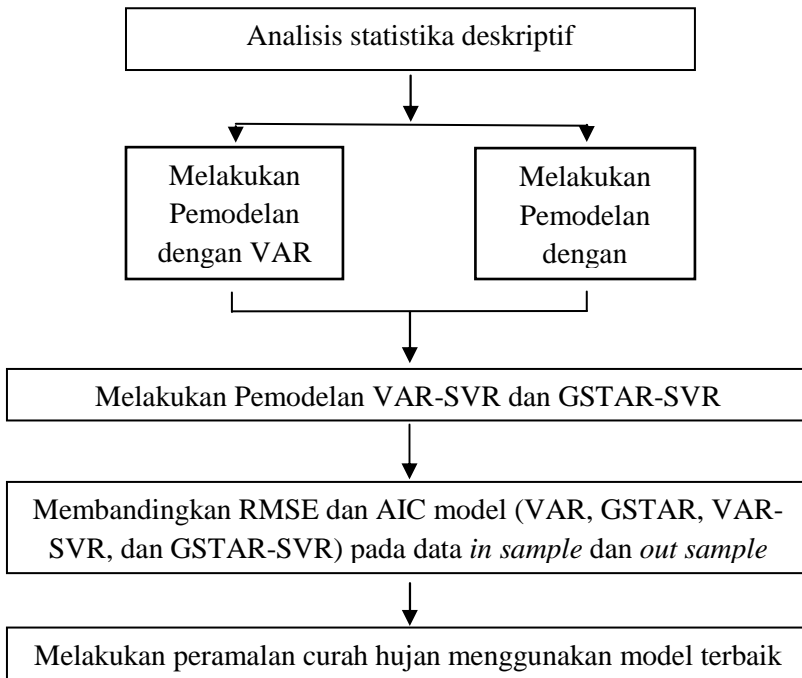 Analisis statistika deskriptif
Melakukan
Pemodelan
dengan VAR
Melakukan
Pemodelan
dengan
Melakukan Pemodelan VAR-SVR dan GSTAR-SVR
Membandingkan RMSE dan AIC model (VAR, GSTAR, VAR-
SVR, dan GSTAR-SVR) pada data in sample dan out sample
Melakukan peramalan curah hujan menggunakan model terbaik